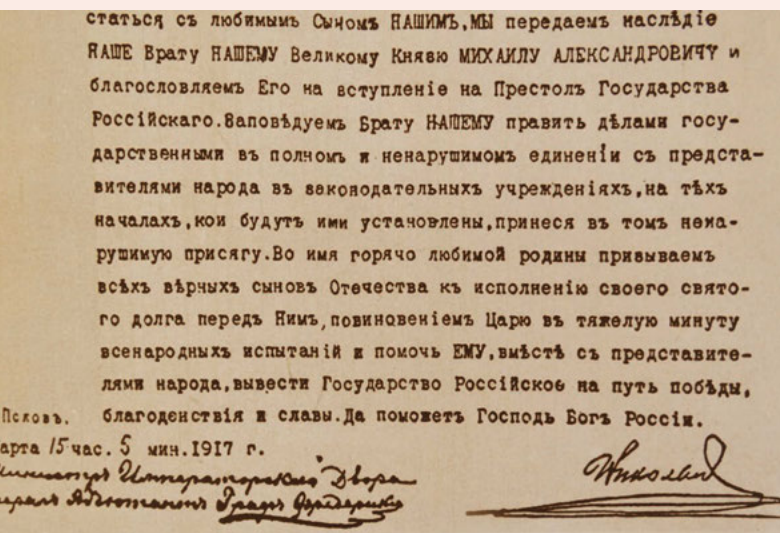 статься съ любимымъ Сыномъ НАШИМЪ,МЫ передаемъ наслѣдіе
НАШЕ Брату НАШЕМУ Великому Князю МИХАИЛУ АЛЕКСАНДРОВИЧУ и
благословляемъ Его на вступленіе на Престолъ Государства
Россійскаго.Заповѣдуемъ Брату НАШЕМУ править дѣлами госу-
дарственными въ полномъ и ненарушимомъ единеніи съ предста-
вителями народа въ законодательныхъ учрежденіяхъ,на тѣхъ
началахъ,кои будутъ ими установлены,принеся въ томъ нена-
рушимую присягу.Во имя горячо любимой родины призываемъ
всѣхъ вѣрныхъ сыновъ Отечества къ исполненію своего свято-
го долга передъ Нимъ,повиновеніемъ Царю въ тяжелую минуту
всенародныхъ испытаній и помочь ЕМУ,вмѣстѣ съ представите-
лями народа,вывести Государство Россійское на путь побѣды,
Псковъ. благоденствія и славы.Да поможетъ Господь Богъ Россіи.
арта 15 час. 5 мин.1917 г.
Министръ Императорскаго Двора Николай
Адъютантъ Графъ Фредериксъ